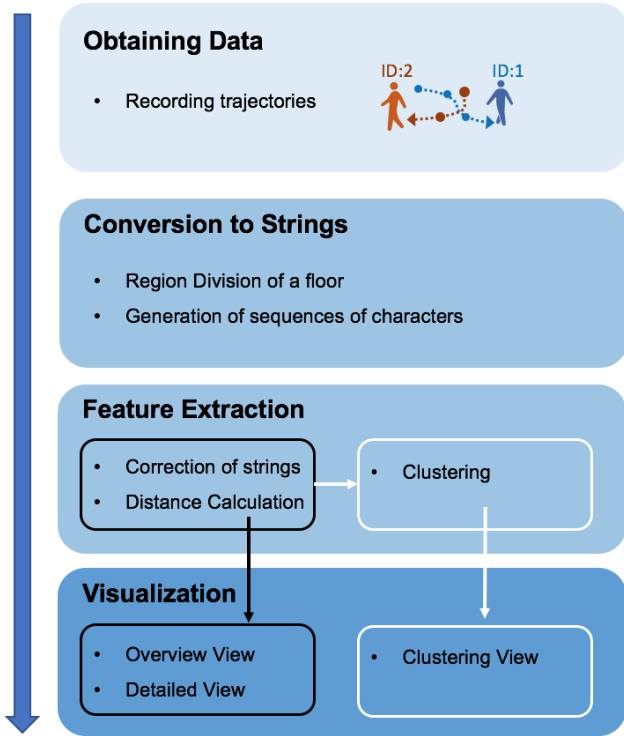 Obtaining Data
• Recording trajectories
ID:2
ID:1
Conversion to Strings
• Region Division of a floor
• Generation of sequences of characters
Feature Extraction
• Correction of strings
• Distance Calculation
• Clustering
Visualization
• Overview View
• Detailed View
• Clustering View